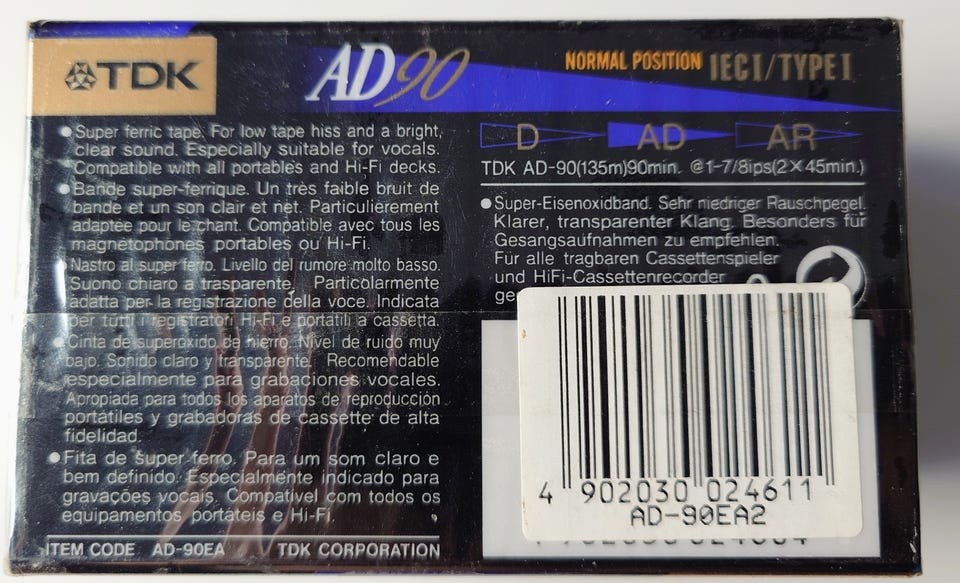 TDK
AD90
NORMAL POSITION IECI/TYPE I
●Super ferric tape. For low tape hiss and a bright,
clear sound. Especially suitable for vocals.
Compatible with all portables and Hi-Fi decks.
●Bande super-ferrique. Un très faible bruit de
bande et un son clair et net. Particulièrement
adaptée pour le chant. Compatible avec tous les
magnétophones portables ou Hi-Fi.
Nastro al super ferro. Livello del rumore molto basso.
Suono chiaro a trasparente. Particolarmente
adatta per la registrazione della voce. Indicata
per tutti i registratori Hi-Fi e portatili a cassetta.
●Cinta de superóxido de hierro. Nivel de ruido muy
bajo. Sonido claro y transparente. Recomendable
especialmente para grabaciones vocales.
Apropiada para todos los aparatos de reproducción
portátiles y grabadoras de cassette de alta
fidelidad.
●Fita de super-ferro. Para um som claro e
bem definido. Especialmente indicado para
gravações vocais. Compatível com todos os
equipamentos portáteis e Hi-Fi.
ITEM CODE AD-90EA TDK CORPORATION
D AD AR
TDK AD-90(135m)90min. @1-7/8ips(2×45min.)
●Super-Eisenoxidband. Sehr niedriger Rauschpegel.
Klarer, transparenter Klang. Besonders für
Gesangsaufnahmen zu empfehlen.
Für alle tragbaren Cassettenspieler
und HiFi-Cassettenrecorder
4 902030 024611
AD-90EA2